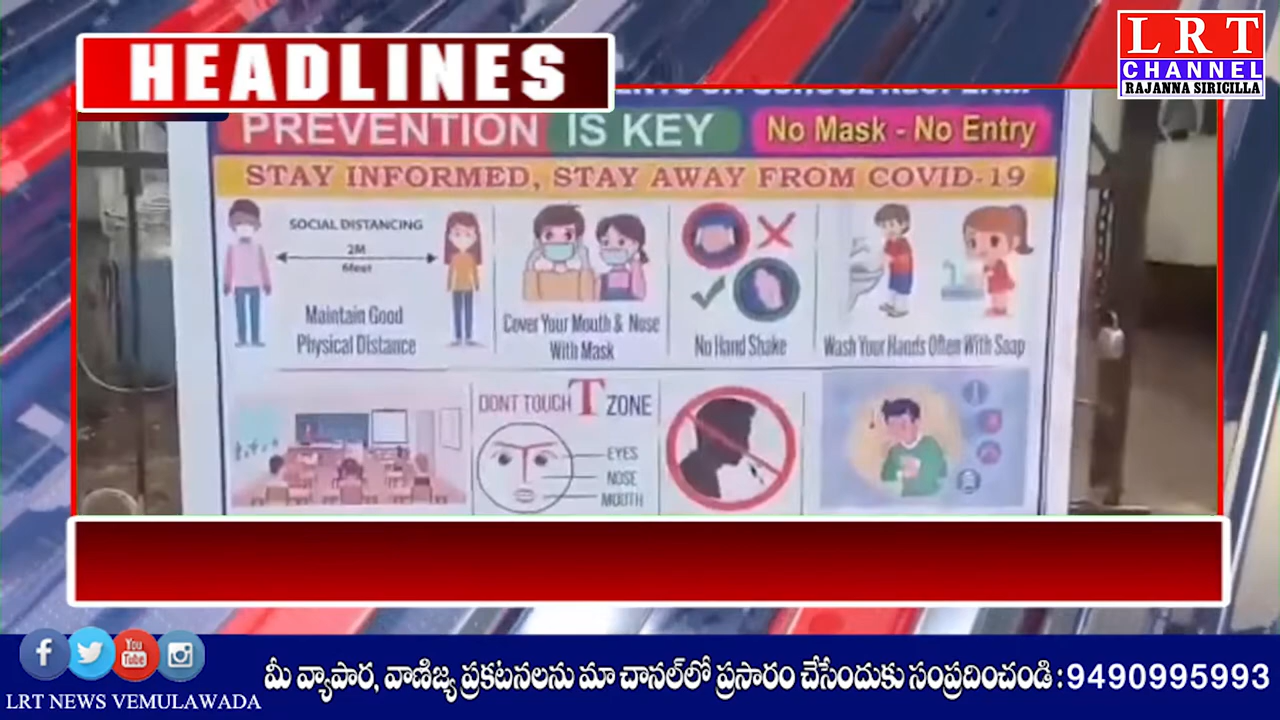 HEADLINES
L R T
CHANNEL
RAJANNA SIRICILLA
PREVENTION IS KEY
No Mask - No Entry
STAY INFORMED, STAY AWAY FROM COVID-19
SOCIAL DISTANCING
2M
6feet
Maintain Good
Physical Distance
Cover Your Mouth & Nose
With Mask
No Hand Shake
Wash Your Hands Often With Soap
DONT TOUCH T ZONE
EYES
NOSE
MOUTH
You
Tube
LRT NEWS VEMULAWADA
మీ వ్యాపార, వాణిజ్య ప్రకటనలను మా చానల్‌లో ప్రసారం చేసేందుకు సంప్రదించండి :9490995993